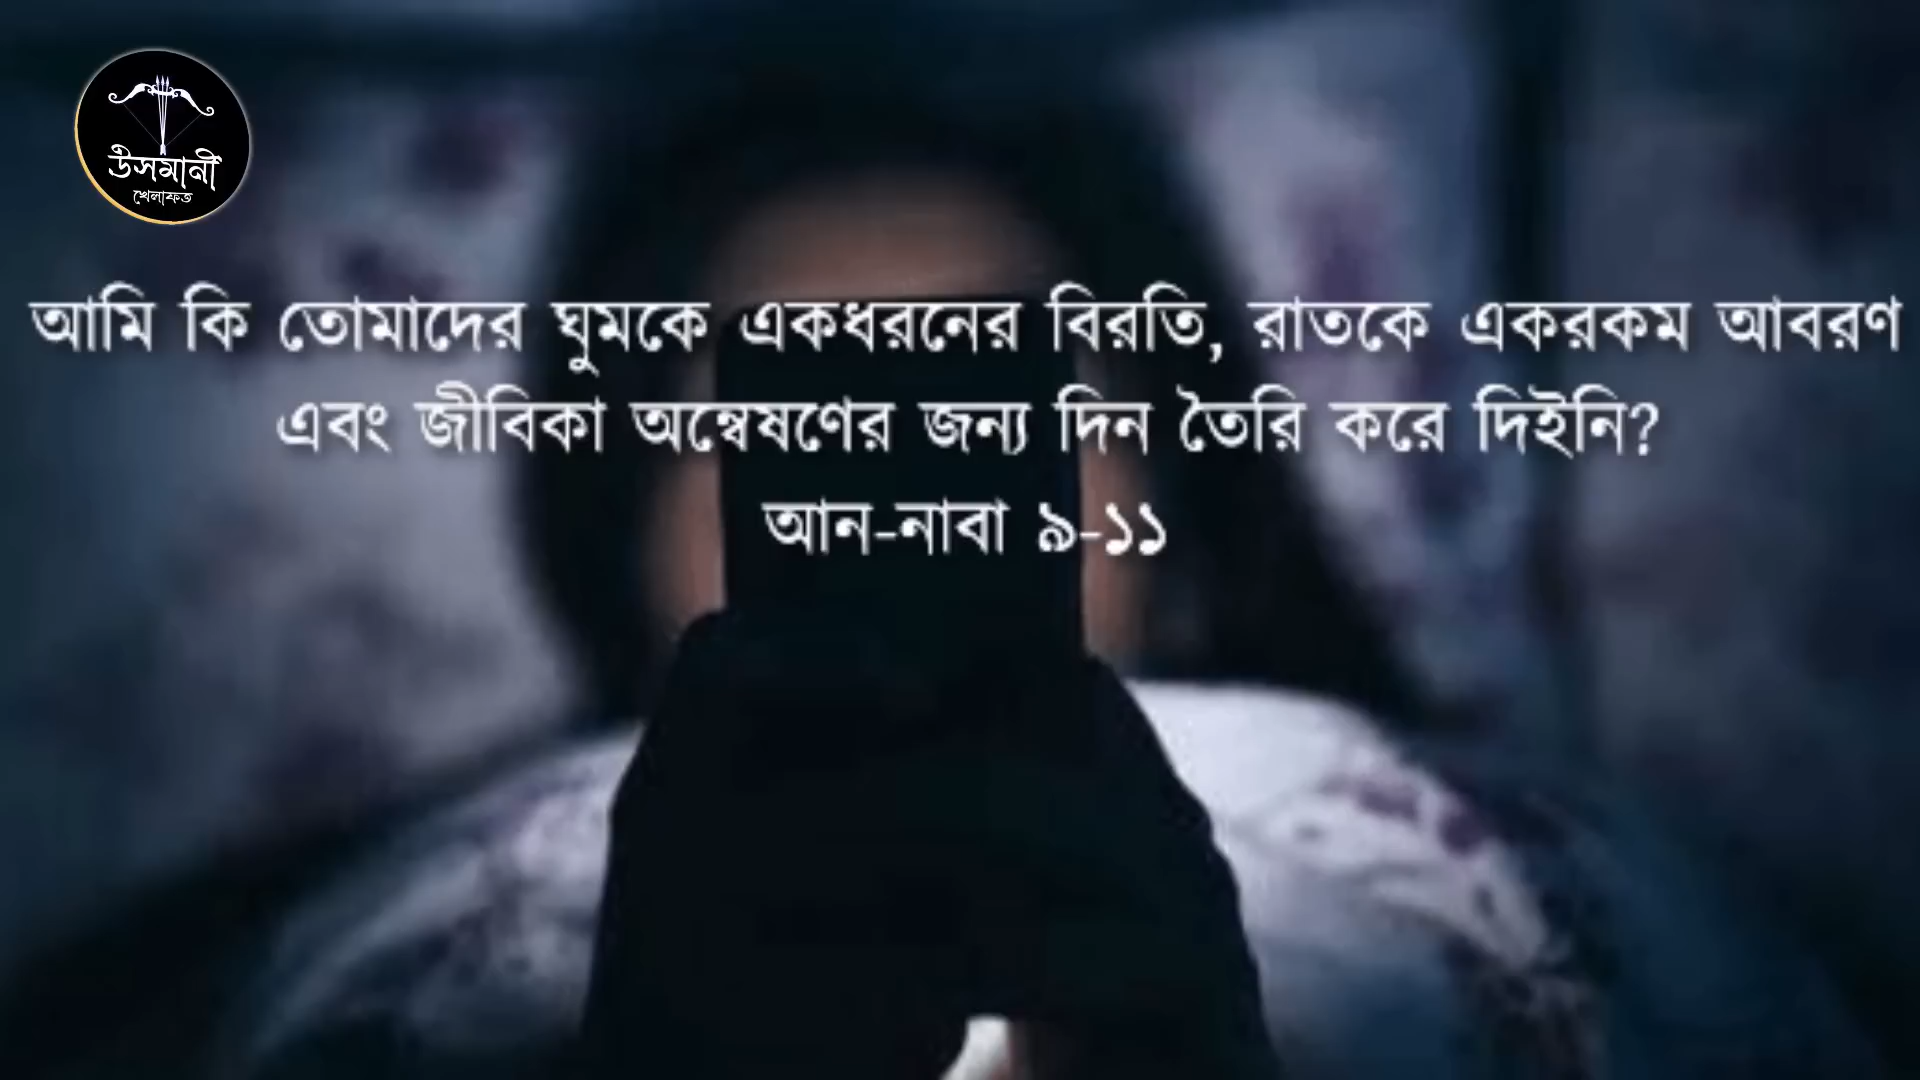 উসমানী
খেলাফত
আমি কি তোমাদের ঘুমকে একধরনের বিরতি, রাতকে একরকম আবরণ
এবং জীবিকা অন্বেষণের জন্য দিন তৈরি করে দিইনি?
আন-নাবা ৯-১১